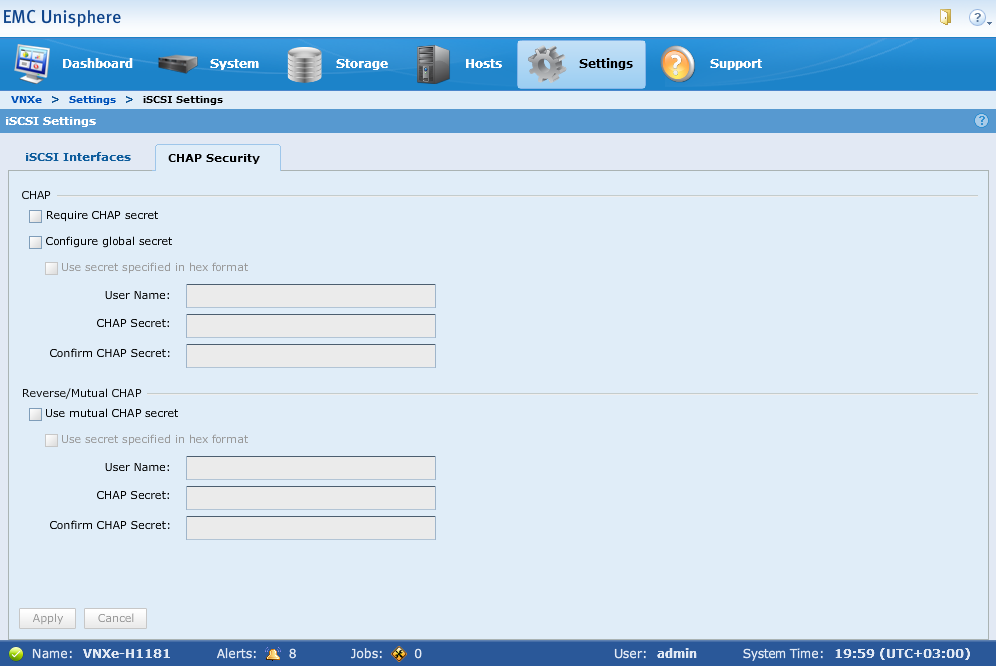 EMC Unisphere
Dashboard System Storage Hosts Settings Support
VNXe > Settings > iSCSI Settings
iSCSI Settings
iSCSI Interfaces CHAP Security
CHAP
Require CHAP secret
Configure global secret
Use secret specified in hex format
User Name:
CHAP Secret:
Confirm CHAP Secret:
Reverse/Mutual CHAP
Use mutual CHAP secret
Use secret specified in hex format
User Name:
CHAP Secret:
Confirm CHAP Secret:
Apply Cancel
Name: VNXe-H1181 Alerts: 8 Jobs: 0 User: admin System Time: 19:59 (UTC+03:00)